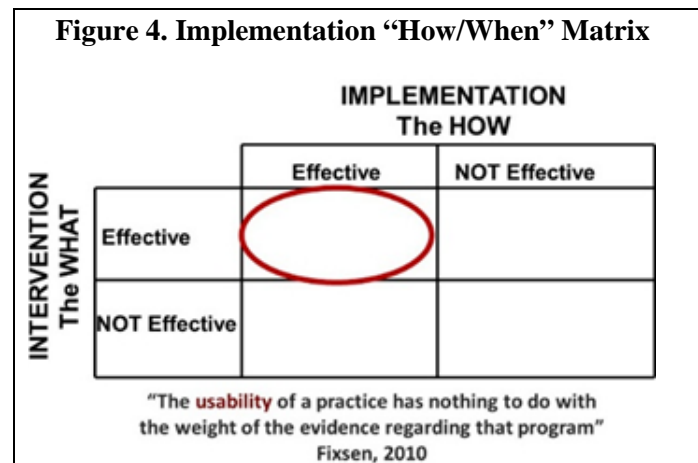 Figure 4. Implementation “How/When” Matrix
IMPLEMENTATION
The HOW
Effective
NOT Effective
INTERVENTION
The WHAT
Effective
NOT Effective
“The usability of a practice has nothing to do with
the weight of the evidence regarding that program”
Fixsen, 2010